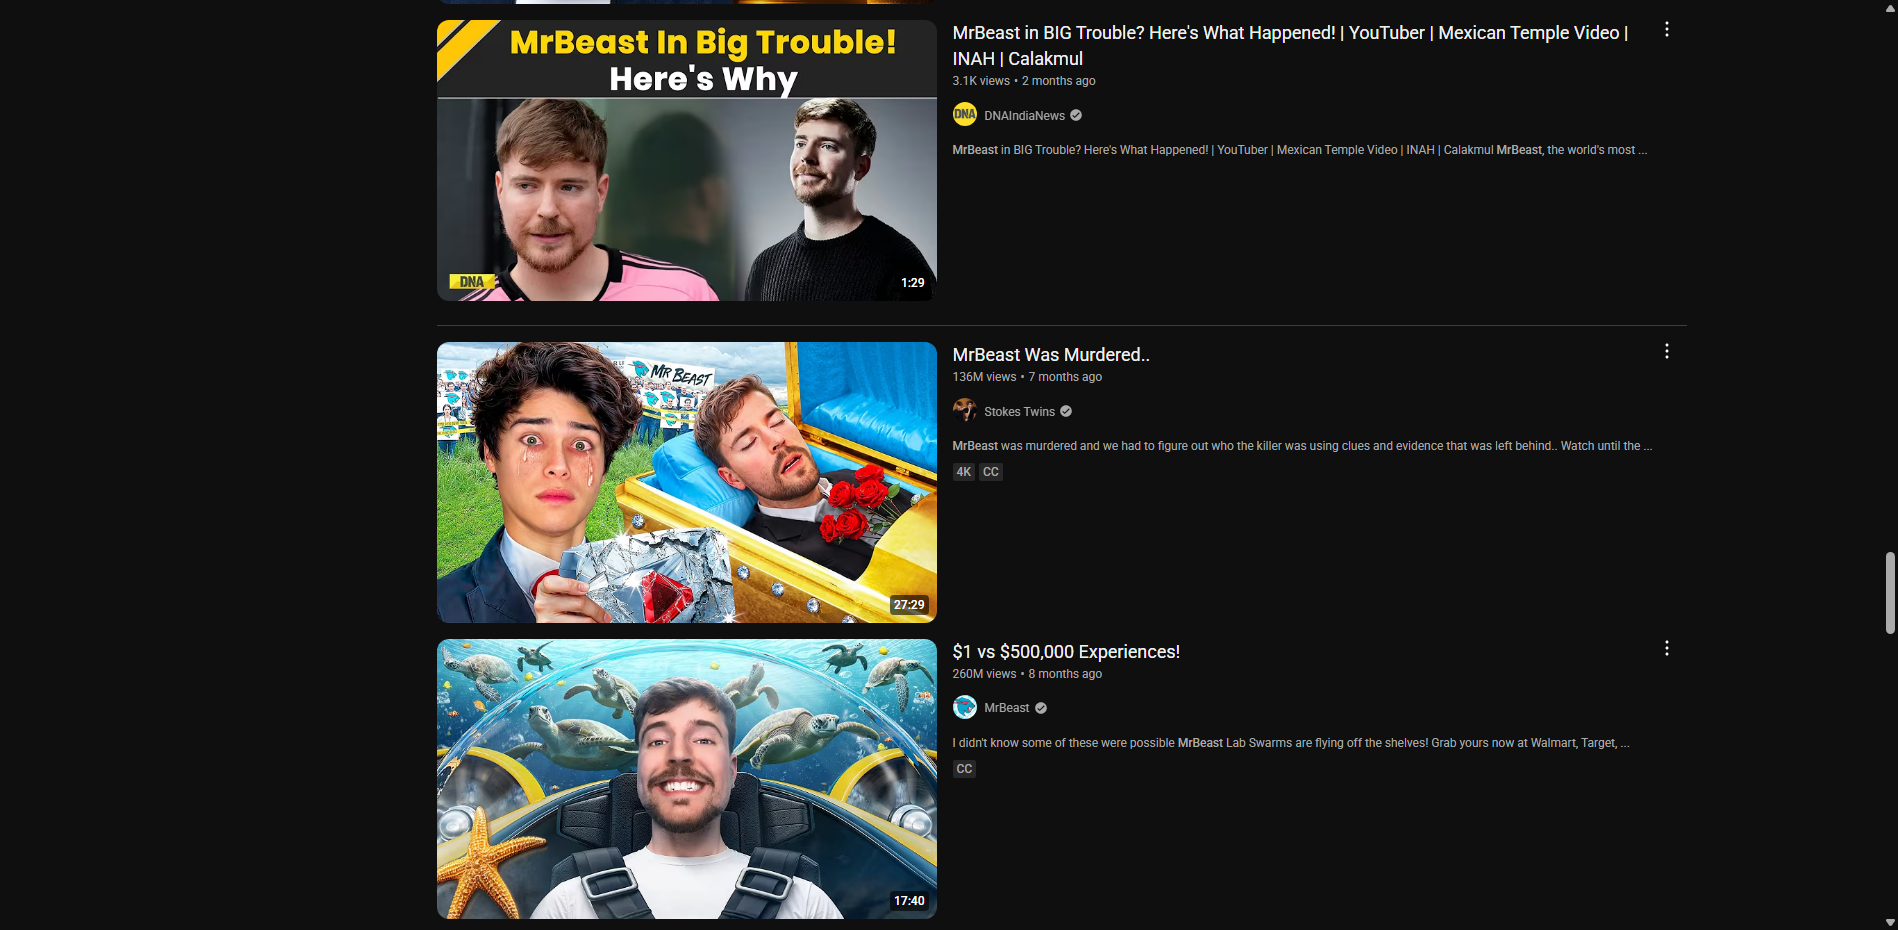 MrBeast In Big Trouble!
Here's Why
DNA
1:29
MrBeast in BIG Trouble? Here's What Happened! | YouTuber | Mexican Temple Video |
INAH | Calakmul
3.1K views • 2 months ago
DNA
DNAIndiaNews
MrBeast in BIG Trouble? Here's What Happened! | YouTuber | Mexican Temple Video | INAH | Calakmul MrBeast, the world's most ...
MR BEAST
27:29
MrBeast Was Murdered..
136M views • 7 months ago
Stokes Twins
MrBeast was murdered and we had to figure out who the killer was using clues and evidence that was left behind.. Watch until the ...
4K CC
17:40
$1 vs $500,000 Experiences!
260M views • 8 months ago
MrBeast
I didn't know some of these were possible MrBeast Lab Swarms are flying off the shelves! Grab yours now at Walmart, Target, ...
CC